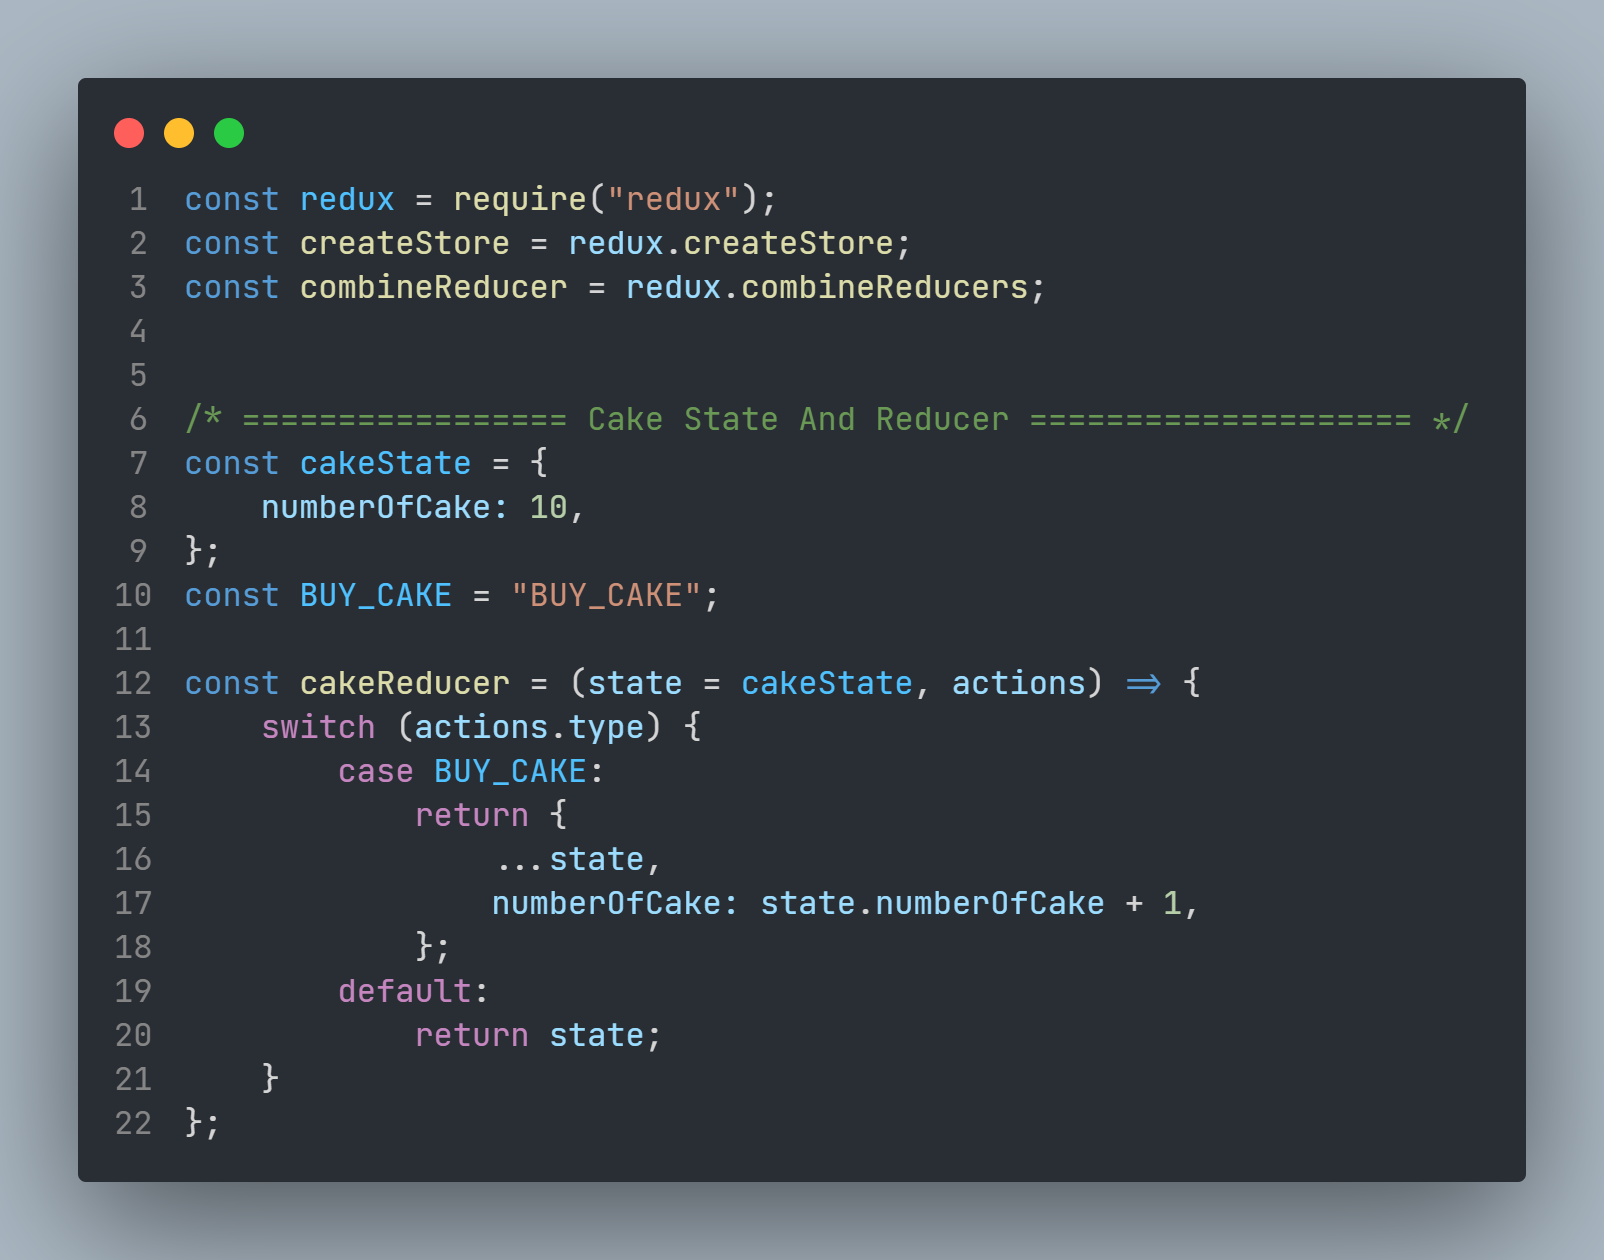 1 const redux = require("redux");
2 const createStore = redux.createStore;
3 const combineReducer = redux.combineReducers;
4
5
6 /* ================= Cake State And Reducer ==================== */
7 const cakeState = {
8     numberOfCake: 10,
9 };
10 const BUY_CAKE = "BUY_CAKE";
11
12 const cakeReducer = (state = cakeState, actions) => {
13     switch (actions.type) {
14         case BUY_CAKE:
15             return {
16                 ...state,
17                 numberOfCake: state.numberOfCake + 1,
18             };
19         default:
20             return state;
21     }
22 };